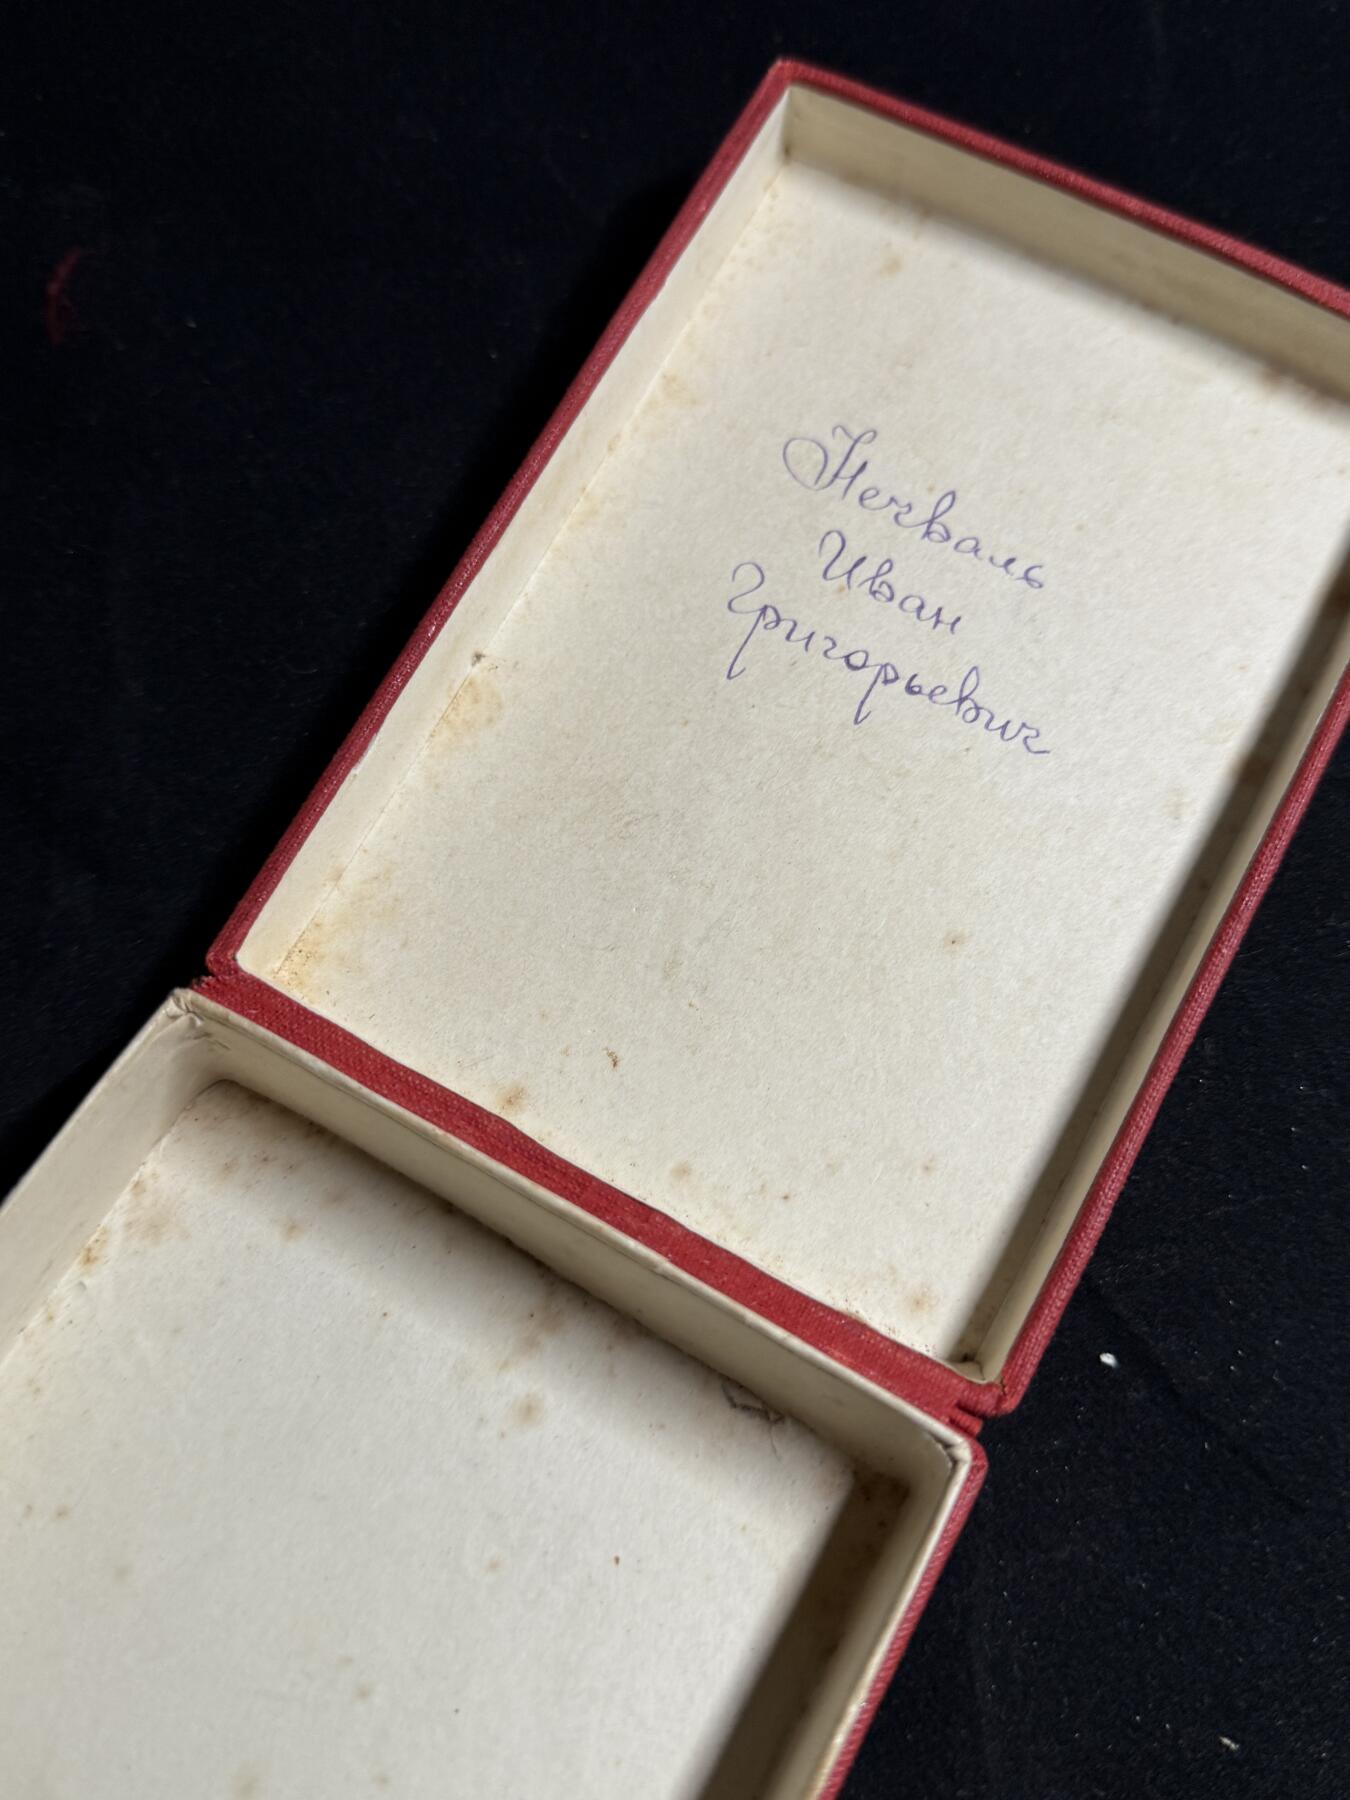 Нечваль
Иван
Григорьевич